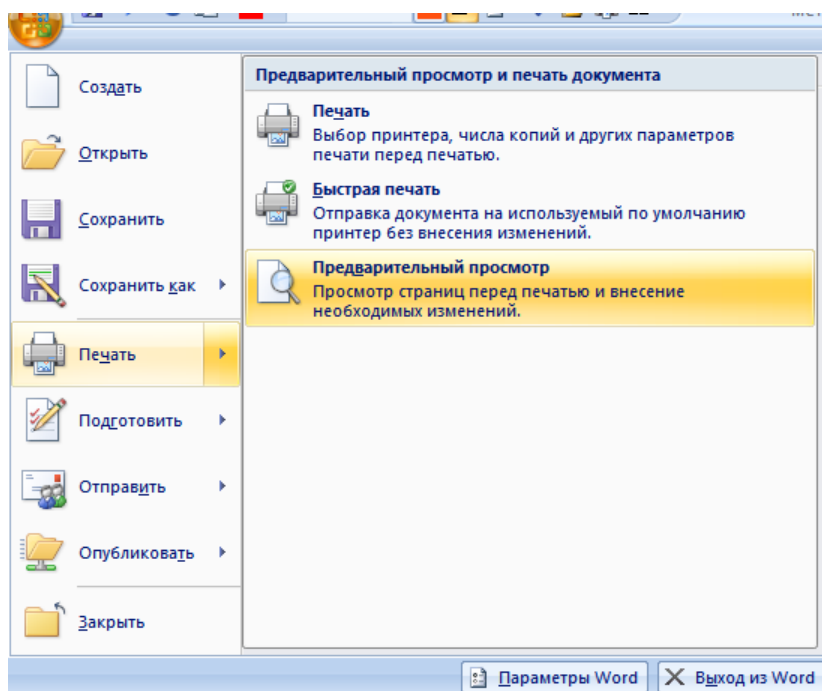 Создать
Открыть
Сохранить
Сохранить как
Печать
Подготовить
Отправить
Опубликовать
Закрыть
Предварительный просмотр и печать документа
Печать
Выбор принтера, числа копий и других параметров
печати перед печатью.
Быстрая печать
Отправка документа на используемый по умолчанию
принтер без внесения изменений.
Предварительный просмотр
Просмотр страниц перед печатью и внесение
необходимых изменений.
Параметры Word
Выход из Word